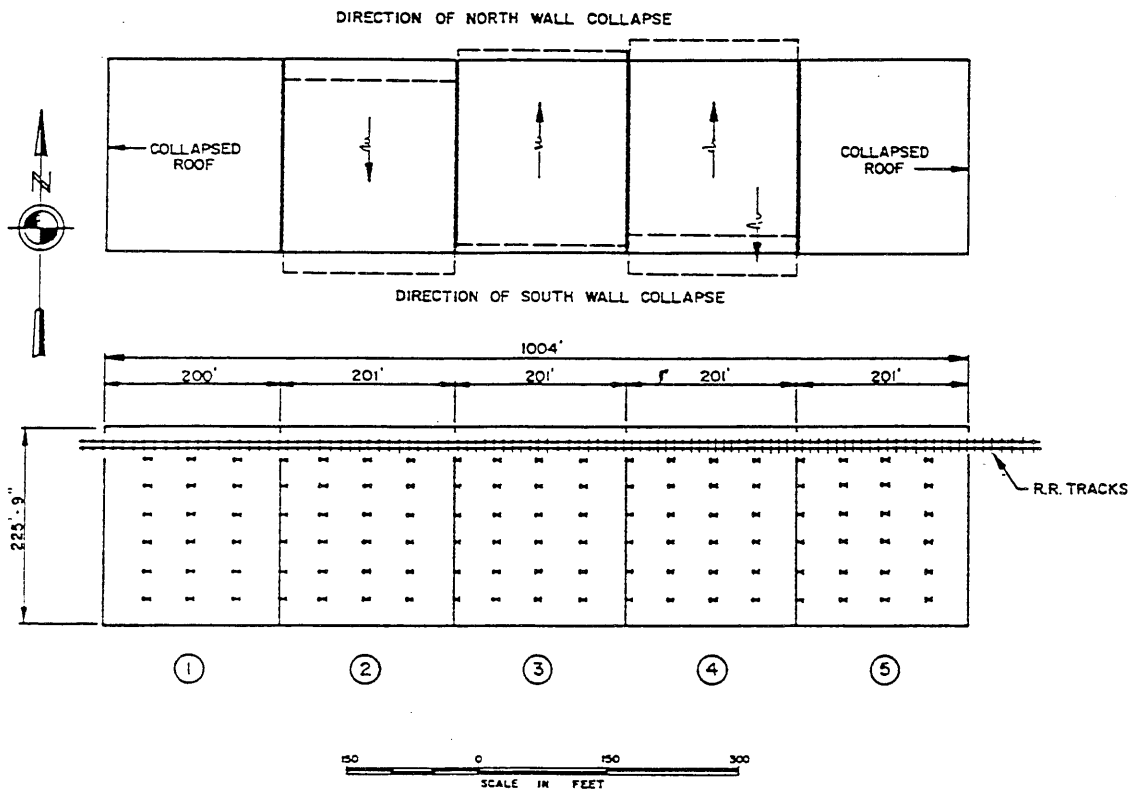 DIRECTION OF NORTH WALL COLLAPSE
N
COLLAPSED
ROOF
COLLAPSED
ROOF
DIRECTION OF SOUTH WALL COLLAPSE
1004'
200' 201' 201' 201' 201'
225'-9"
R.R. TRACKS
1 2 3 4 5
150 0 150 300
SCALE IN FEET